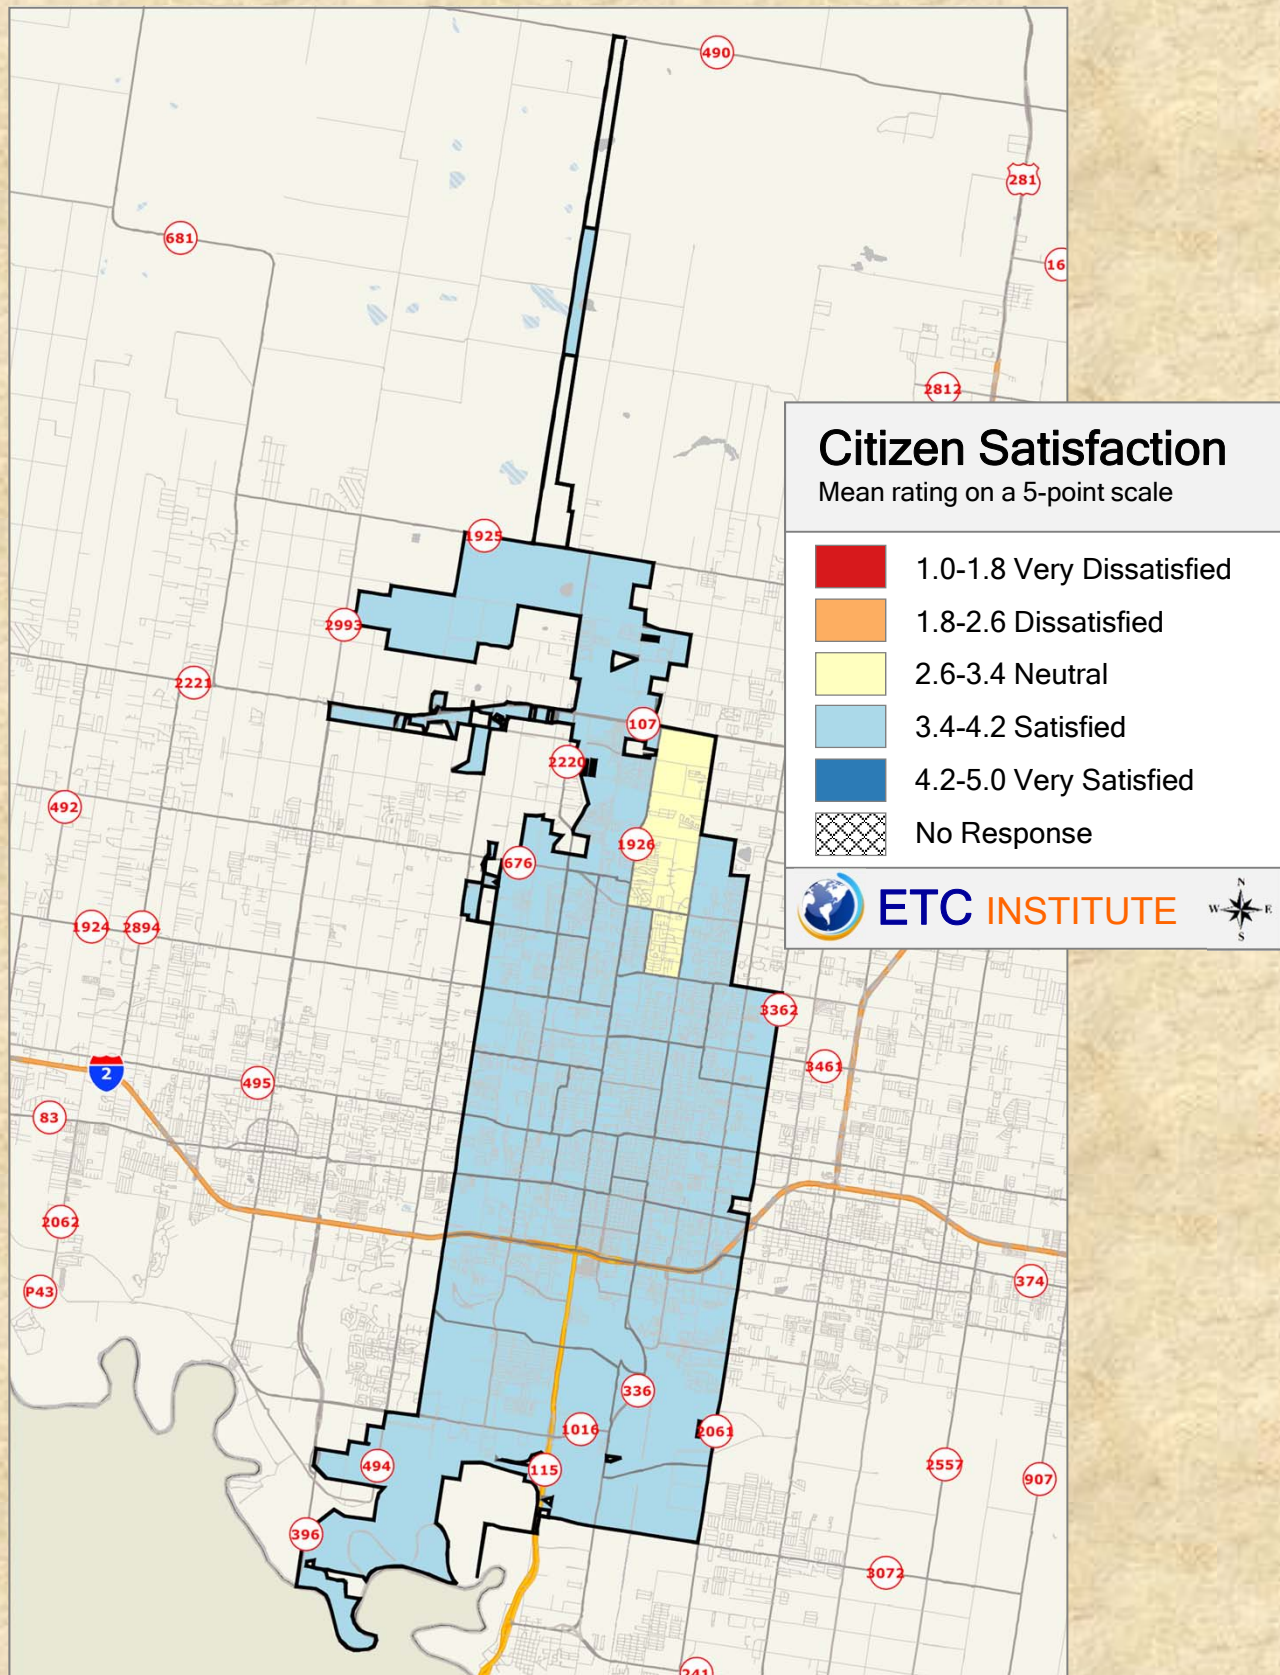 490
281
681
16
2812
Citizen Satisfaction
Mean rating on a 5-point scale
1.0-1.8 Very Dissatisfied
1.8-2.6 Dissatisfied
2.6-3.4 Neutral
3.4-4.2 Satisfied
4.2-5.0 Very Satisfied
No Response
ETC INSTITUTE
N
W E
S
1925
2993
2221
107
2220
492
1926
676
1924 2894
3362
3461
2
495
83
2062
P43
374
336
1016
2061
494
115
2557
907
396
3072
241